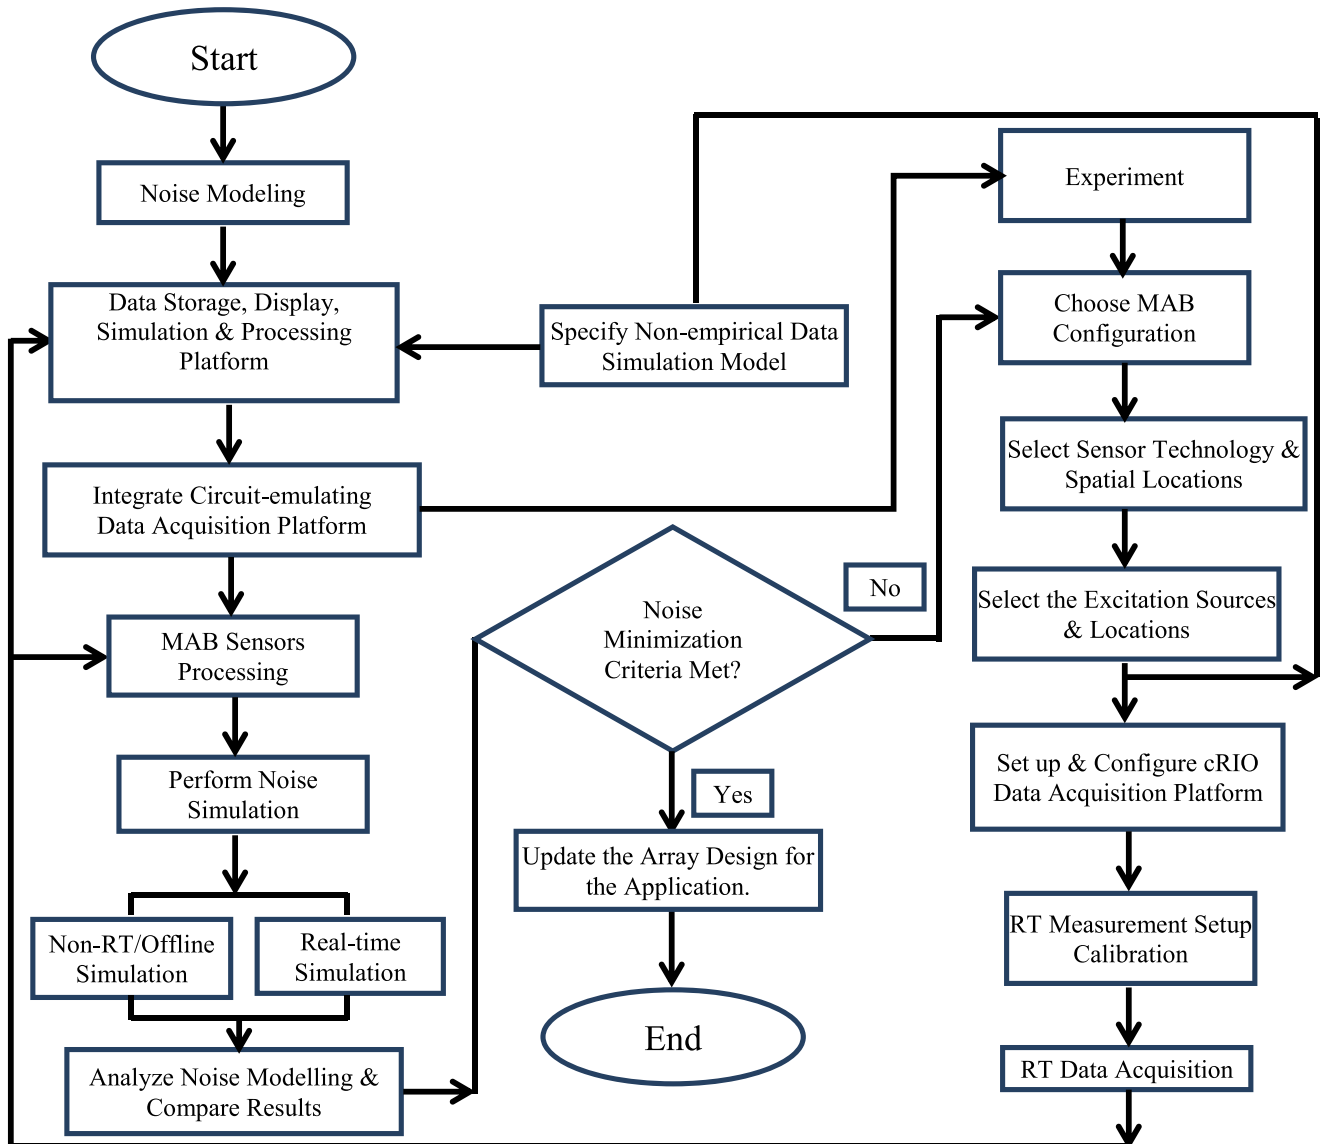 Start
Noise Modeling
Data Storage, Display,
Simulation & Processing
Platform
Integrate Circuit-emulating
Data Acquisition Platform
MAB Sensors
Processing
Perform Noise
Simulation
Non-RT/Offline
Simulation
Real-time
Simulation
Analyze Noise Modelling &
Compare Results
Specify Non-empirical Data
Simulation Model
Noise
Minimization
Criteria Met?
No
Yes
Update the Array Design for
the Application.
End
Experiment
Choose MAB
Configuration
Select Sensor Technology &
Spatial Locations
Select the Excitation Sources
& Locations
Set up & Configure cRIO
Data Acquisition Platform
RT Measurement Setup
Calibration
RT Data Acquisition